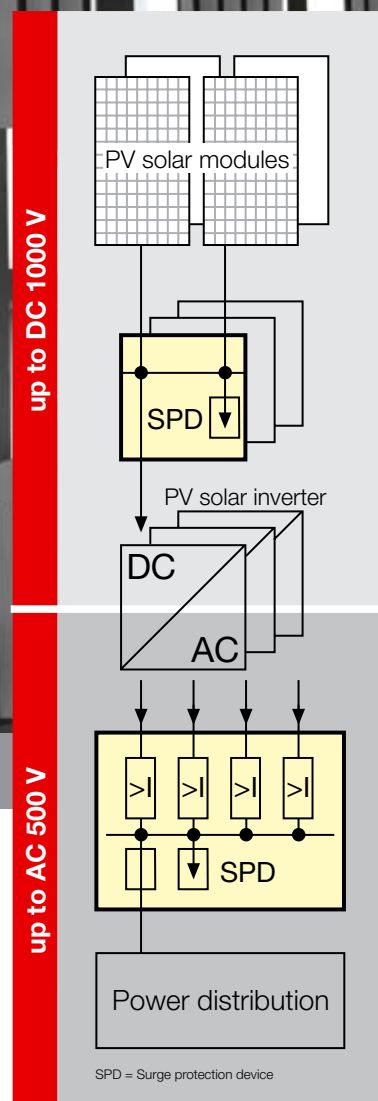 up to DC 1000 V
PV solar modules
SPD
PV solar inverter
DC
AC
up to AC 500 V
>I >I >I >I
SPD
Power distribution
SPD = Surge protection device